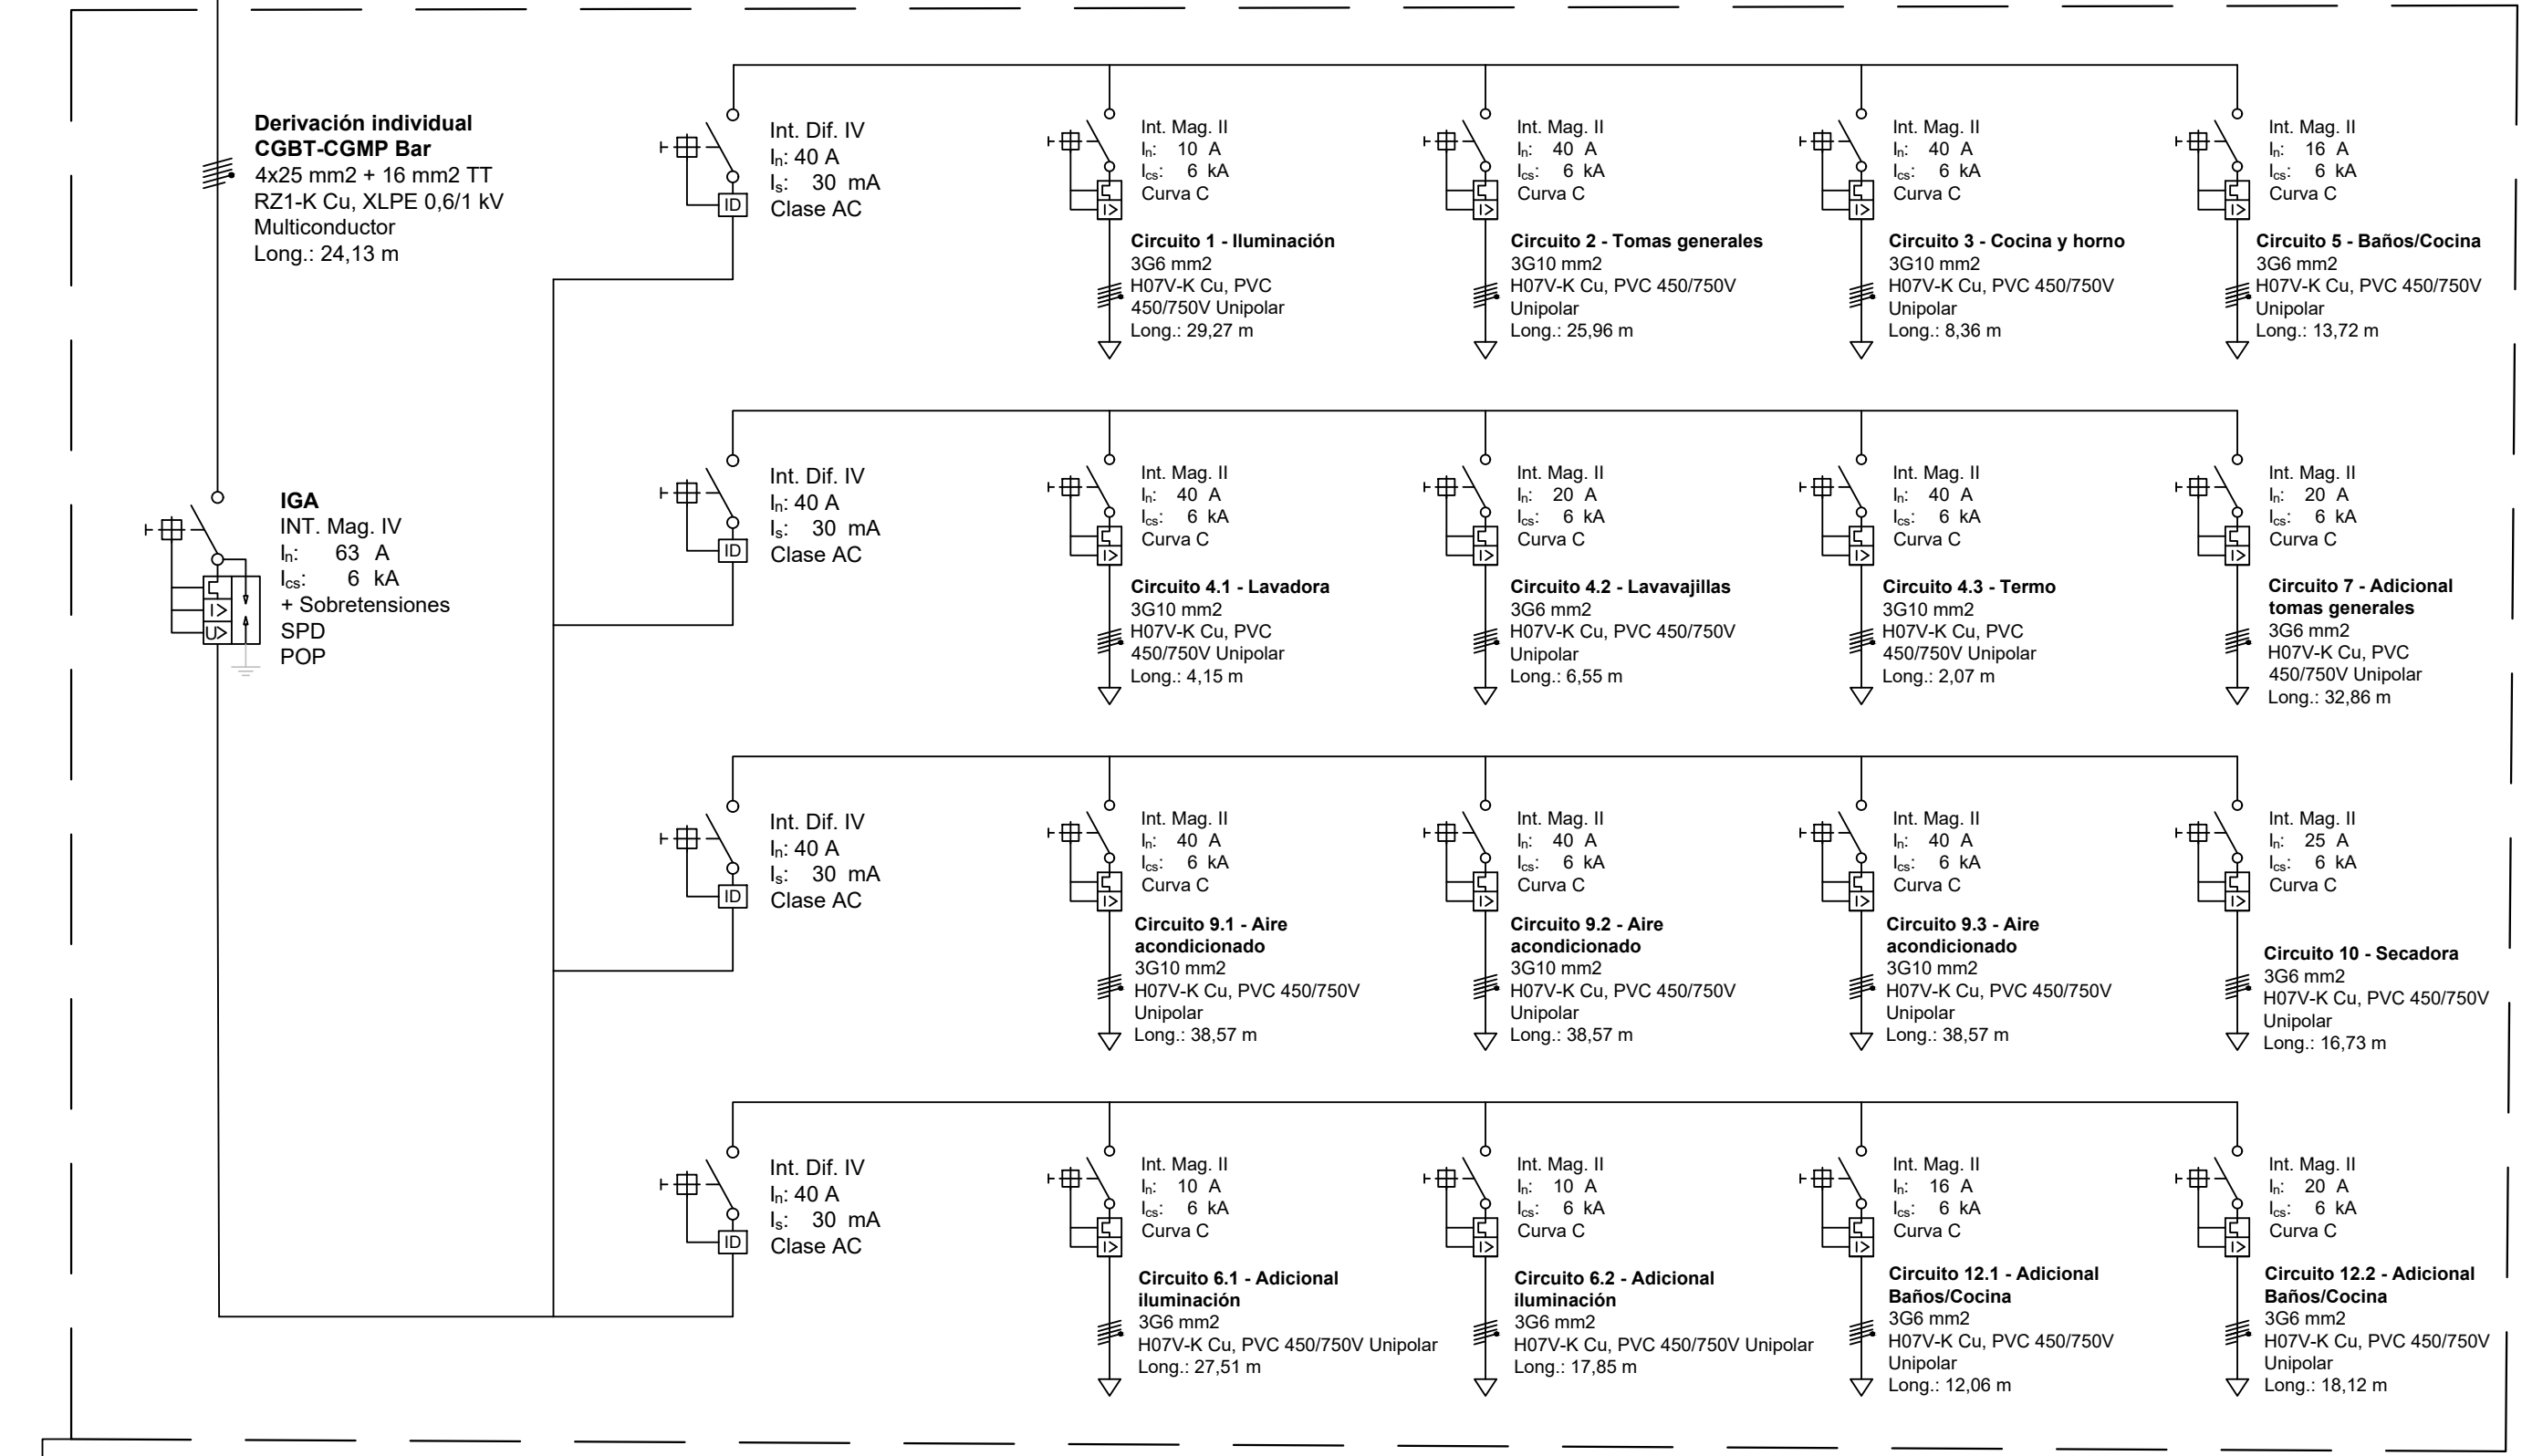 Derivación individual
CGBT-CGMP Bar
4x25 mm2 + 16 mm2 TT
RZ1-K Cu, XLPE 0,6/1 kV
Multiconductor
Long.: 24,13 m
IGA
INT. Mag. IV
In: 63 A
Ics: 6 kA
+ Sobretensiones
SPD
POP
I>
U>
Int. Dif. IV
In: 40 A
Is: 30 mA
Clase AC
ID
Int. Mag. II
In: 10 A
Ics: 6 kA
Curva C
I>
Circuito 1 - Iluminación
3G6 mm2
H07V-K Cu, PVC
450/750V Unipolar
Long.: 29,27 m
Int. Mag. II
In: 40 A
Ics: 6 kA
Curva C
I>
Circuito 2 - Tomas generales
3G10 mm2
H07V-K Cu, PVC 450/750V
Unipolar
Long.: 25,96 m
Int. Mag. II
In: 40 A
Ics: 6 kA
Curva C
I>
Circuito 3 - Cocina y horno
3G10 mm2
H07V-K Cu, PVC 450/750V
Unipolar
Long.: 8,36 m
Int. Mag. II
In: 16 A
Ics: 6 kA
Curva C
I>
Circuito 5 - Baños/Cocina
3G6 mm2
H07V-K Cu, PVC 450/750V
Unipolar
Long.: 13,72 m
Int. Dif. IV
In: 40 A
Is: 30 mA
Clase AC
ID
Int. Mag. II
In: 40 A
Ics: 6 kA
Curva C
I>
Circuito 4.1 - Lavadora
3G10 mm2
H07V-K Cu, PVC
450/750V Unipolar
Long.: 4,15 m
Int. Mag. II
In: 20 A
Ics: 6 kA
Curva C
I>
Circuito 4.2 - Lavavajillas
3G6 mm2
H07V-K Cu, PVC 450/750V
Unipolar
Long.: 6,55 m
Int. Mag. II
In: 40 A
Ics: 6 kA
Curva C
I>
Circuito 4.3 - Termo
3G10 mm2
H07V-K Cu, PVC
450/750V Unipolar
Long.: 2,07 m
Int. Mag. II
In: 20 A
Ics: 6 kA
Curva C
I>
Circuito 7 - Adicional
tomas generales
3G6 mm2
H07V-K Cu, PVC
450/750V Unipolar
Long.: 32,86 m
Int. Dif. IV
In: 40 A
Is: 30 mA
Clase AC
ID
Int. Mag. II
In: 40 A
Ics: 6 kA
Curva C
I>
Circuito 9.1 - Aire
acondicionado
3G10 mm2
H07V-K Cu, PVC 450/750V
Unipolar
Long.: 38,57 m
Int. Mag. II
In: 40 A
Ics: 6 kA
Curva C
I>
Circuito 9.2 - Aire
acondicionado
3G10 mm2
H07V-K Cu, PVC 450/750V
Unipolar
Long.: 38,57 m
Int. Mag. II
In: 40 A
Ics: 6 kA
Curva C
I>
Circuito 9.3 - Aire
acondicionado
3G10 mm2
H07V-K Cu, PVC 450/750V
Unipolar
Long.: 38,57 m
Int. Mag. II
In: 25 A
Ics: 6 kA
Curva C
I>
Circuito 10 - Secadora
3G6 mm2
H07V-K Cu, PVC 450/750V
Unipolar
Long.: 16,73 m
Int. Dif. IV
In: 40 A
Is: 30 mA
Clase AC
ID
Int. Mag. II
In: 10 A
Ics: 6 kA
Curva C
I>
Circuito 6.1 - Adicional
iluminación
3G6 mm2
H07V-K Cu, PVC 450/750V Unipolar
Long.: 27,51 m
Int. Mag. II
In: 10 A
Ics: 6 kA
Curva C
I>
Circuito 6.2 - Adicional
iluminación
3G6 mm2
H07V-K Cu, PVC 450/750V Unipolar
Long.: 17,85 m
Int. Mag. II
In: 16 A
Ics: 6 kA
Curva C
I>
Circuito 12.1 - Adicional
Baños/Cocina
3G6 mm2
H07V-K Cu, PVC 450/750V
Unipolar
Long.: 12,06 m
Int. Mag. II
In: 20 A
Ics: 6 kA
Curva C
I>
Circuito 12.2 - Adicional
Baños/Cocina
3G6 mm2
H07V-K Cu, PVC 450/750V
Unipolar
Long.: 18,12 m